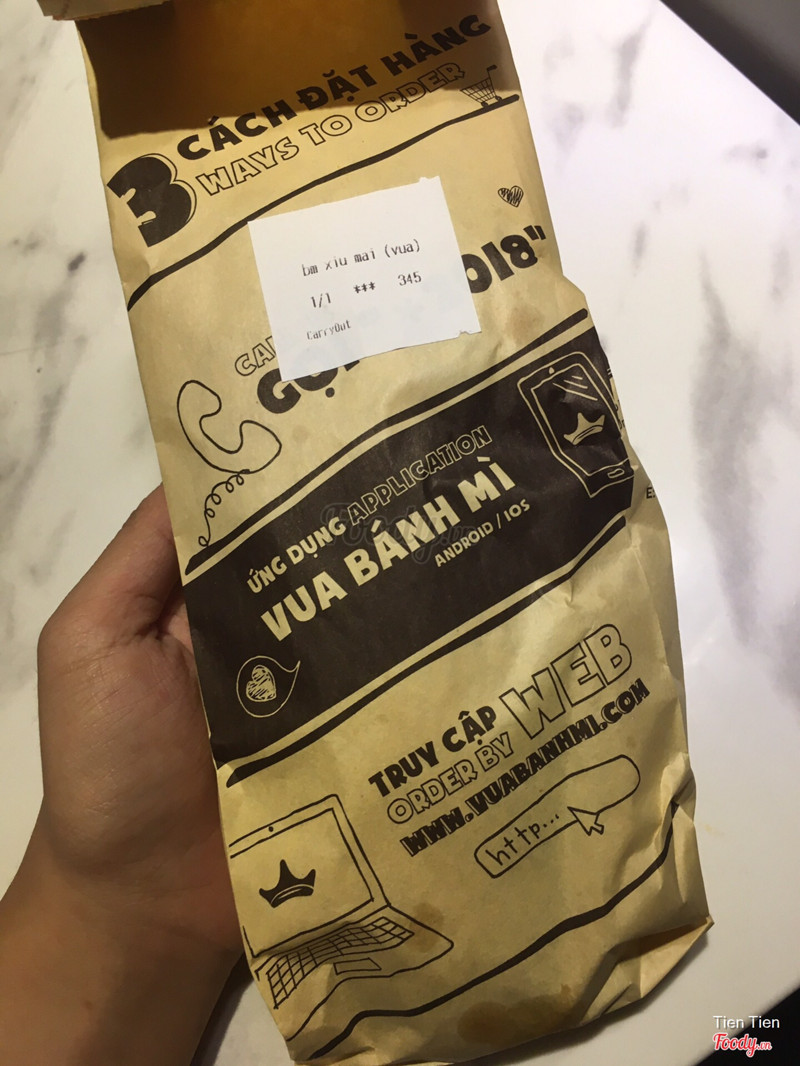 3 CÁCH ĐẶT HÀNG
WAYS TO ORDER
bm xiu mai (vua)
1/1 *** 345
CarryOut
018"
ỨNG DỤNG APPLICATION
VUA BÁNH MÌ
ANDROID / IOS
TRUY CẬP WEB
ORDER BY
WWW.VUABANHMI.COM
http...
Tien Tien
Foody.vn